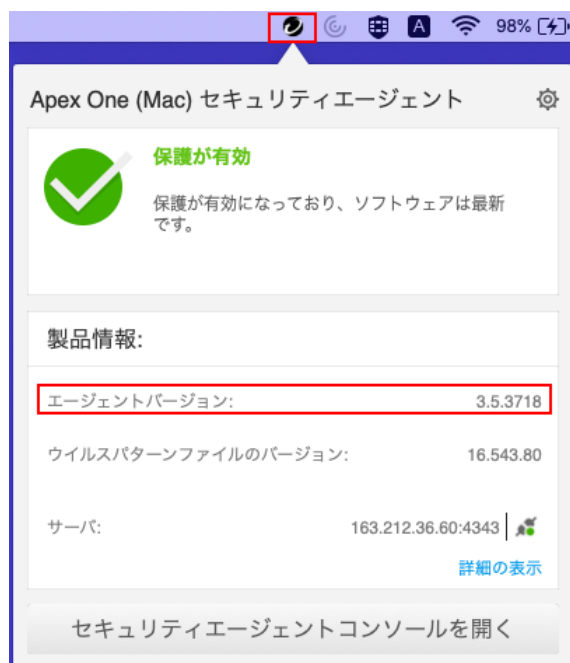 A 98%
Apex One (Mac) セキュリティエージェント
保護が有効
保護が有効になっており、ソフトウェアは最新
です。
製品情報:
エージェントバージョン: 3.5.3718
ウイルスパターンファイルのバージョン: 16.543.80
サーバ: 163.212.36.60:4343
詳細の表示
セキュリティエージェントコンソールを開く